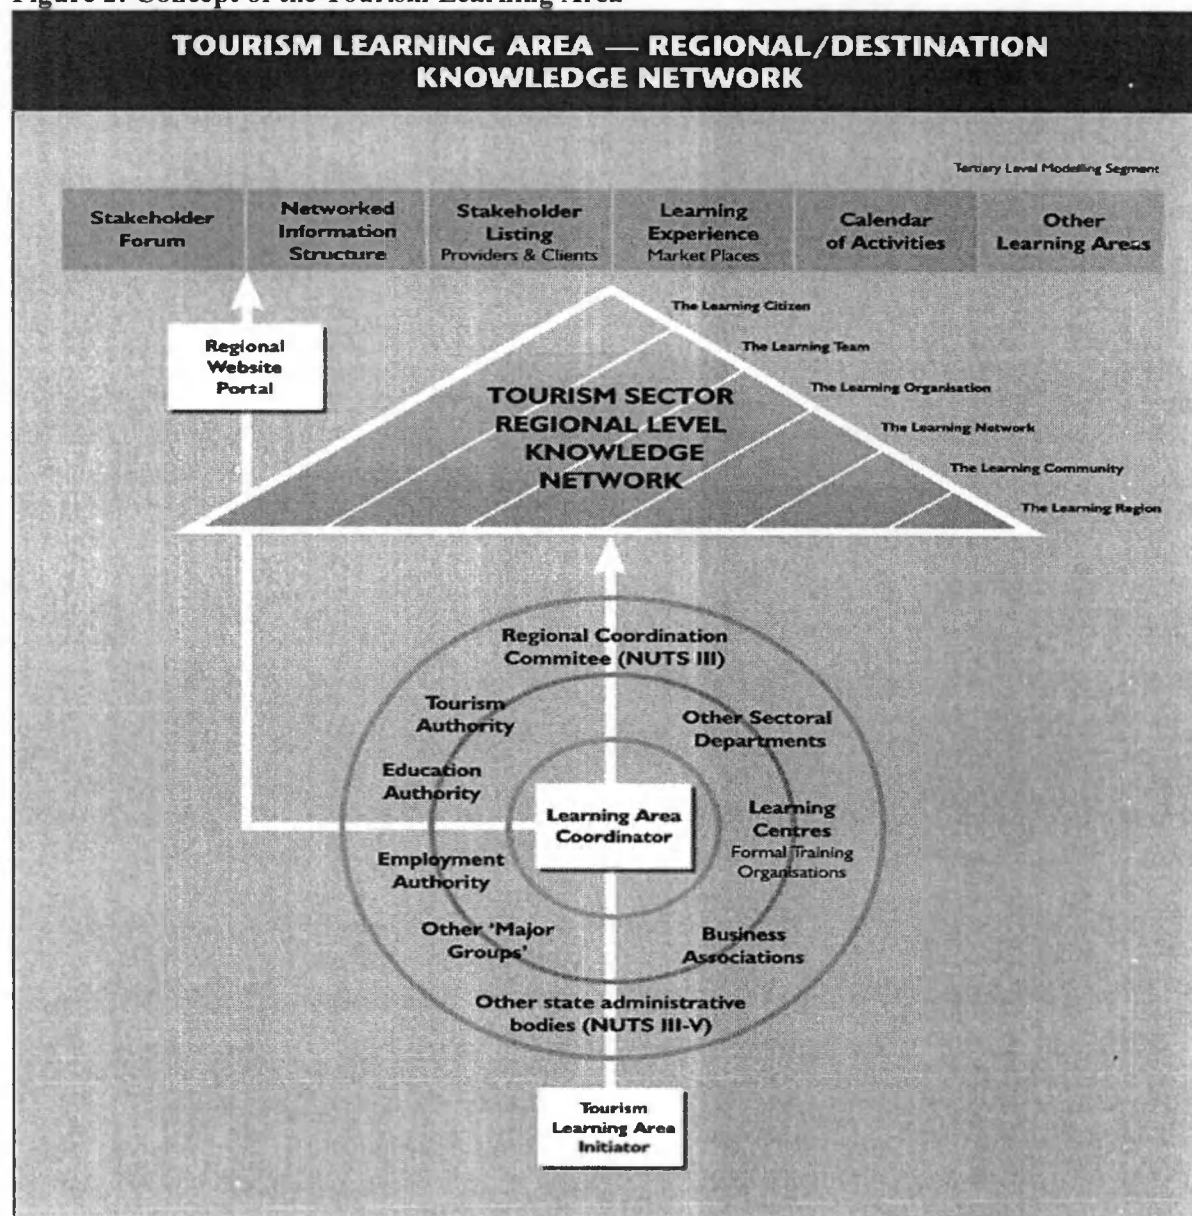 Figure 2: Concept of the Tourism Learning Area
TOURISM LEARNING AREA — REGIONAL/DESTINATION
KNOWLEDGE NETWORK
Tertiary Level Modelling Segment
Stakeholder
Forum
Networked
Information
Structure
Stakeholder
Listing
Providers & Clients
Learning
Experience
Market Places
Calendar
of Activities
Other
Learning Areas
Regional
Website
Portal
The Learning Citizen
The Learning Team
The Learning Organisation
The Learning Network
The Learning Community
The Learning Region
TOURISM SECTOR
REGIONAL LEVEL
KNOWLEDGE
NETWORK
Regional Coordination
Commitee (NUTS III)
Tourism
Authority
Other Sectoral
Departments
Education
Authority
Learning Area
Coordinator
Learning
Centres
Formal Training
Organisations
Employment
Authority
Other 'Major
Groups'
Business
Associations
Other state administrative
bodies (NUTS III-V)
Tourism
Learning Area
Initiator